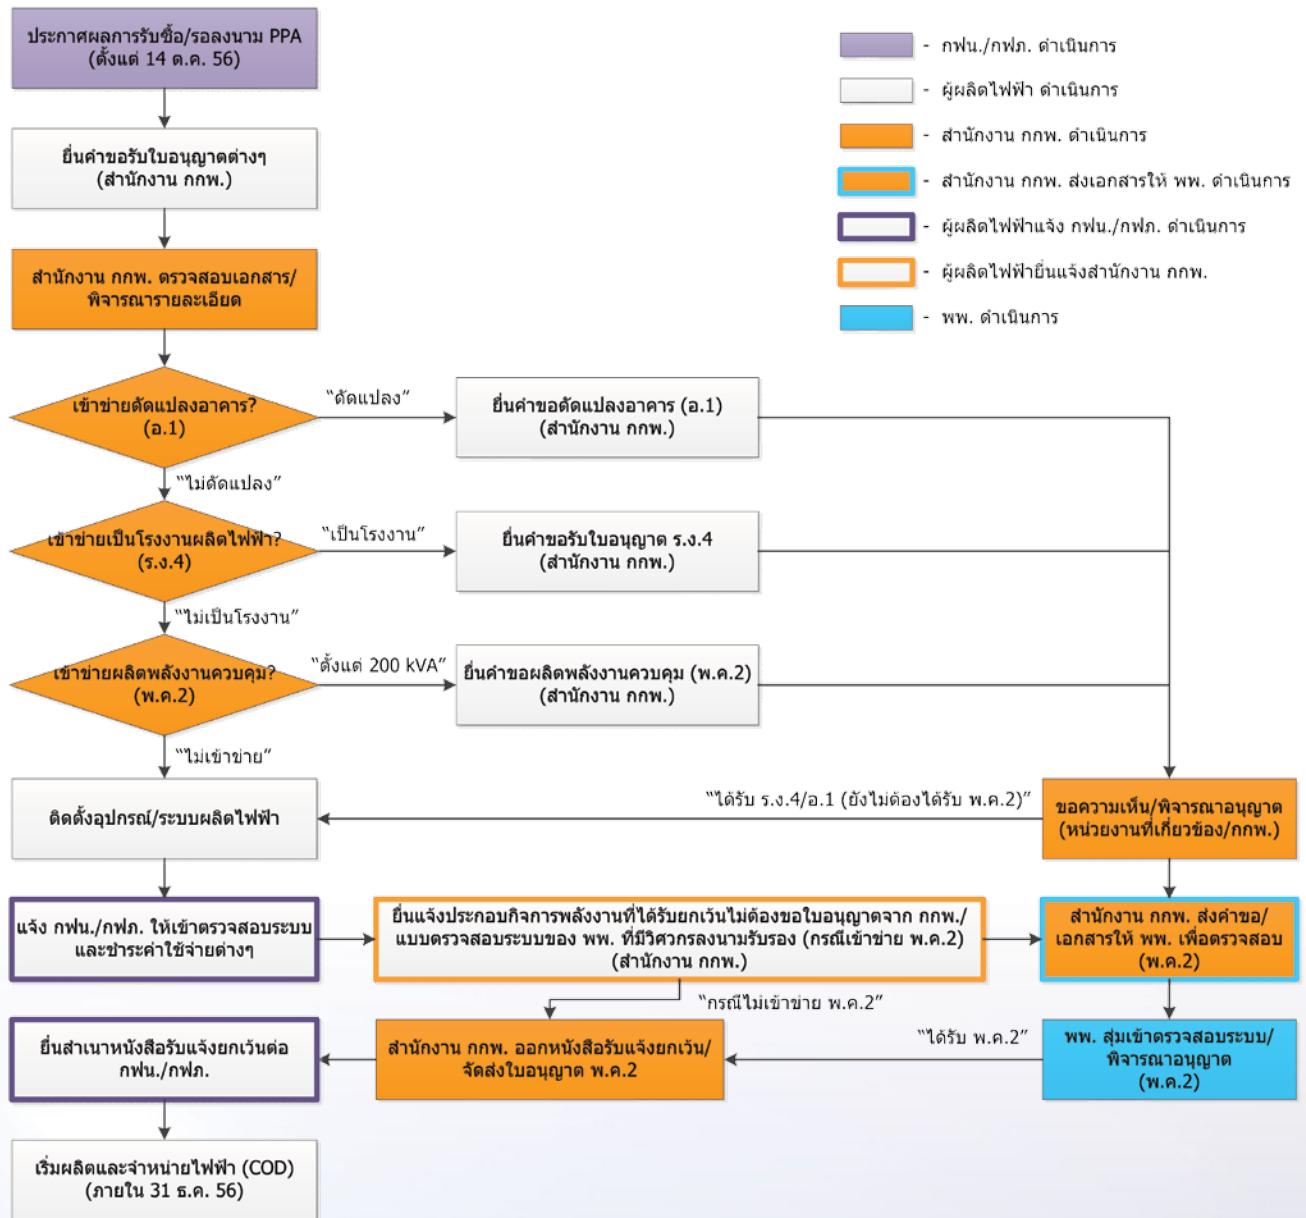 ประกาศผลการรับซื้อ/รอลงนาม PPA
(ตั้งแต่ 14 ต.ค. 56)
- กฟน./กฟภ. ดำเนินการ
- ผู้ผลิตไฟฟ้า ดำเนินการ
- สำนักงาน กกพ. ดำเนินการ
- สำนักงาน กกพ. ส่งเอกสารให้ พพ. ดำเนินการ
- ผู้ผลิตไฟฟ้าแจ้ง กฟน./กฟภ. ดำเนินการ
- ผู้ผลิตไฟฟ้ายื่นแจ้งสำนักงาน กกพ.
- พพ. ดำเนินการ
ยื่นคำขอรับใบอนุญาตต่างๆ
(สำนักงาน กกพ.)
สำนักงาน กกพ. ตรวจสอบเอกสาร/
พิจารณารายละเอียด
เข้าข่ายดัดแปลงอาคาร?
(อ.1)
“ดัดแปลง”
ยื่นคำขอดัดแปลงอาคาร (อ.1)
(สำนักงาน กกพ.)
“ไม่ดัดแปลง”
เข้าข่ายเป็นโรงงานผลิตไฟฟ้า?
(ร.ง.4)
“เป็นโรงงาน”
ยื่นคำขอรับใบอนุญาต ร.ง.4
(สำนักงาน กกพ.)
“ไม่เป็นโรงงาน”
เข้าข่ายผลิตพลังงานควบคุม?
(พ.ค.2)
“ตั้งแต่ 200 kVA”
ยื่นคำขอผลิตพลังงานควบคุม (พ.ค.2)
(สำนักงาน กกพ.)
“ไม่เข้าข่าย”
ติดตั้งอุปกรณ์/ระบบผลิตไฟฟ้า
“ได้รับ ร.ง.4/อ.1 (ยังไม่ต้องได้รับ พ.ค.2)”
ขอความเห็น/พิจารณาอนุญาต
(หน่วยงานที่เกี่ยวข้อง/กกพ.)
แจ้ง กฟน./กฟภ. ให้เข้าตรวจสอบระบบ
และชำระค่าใช้จ่ายต่างๆ
ยื่นแจ้งประกอบกิจการพลังงานที่ได้รับยกเว้นไม่ต้องขอใบอนุญาตจาก กกพ./
แบบตรวจสอบระบบของ พพ. ที่มีวิศวกรลงนามรับรอง (กรณีเข้าข่าย พ.ค.2)
(สำนักงาน กกพ.)
สำนักงาน กกพ. ส่งคำขอ/
เอกสารให้ พพ. เพื่อตรวจสอบ
(พ.ค.2)
“กรณีไม่เข้าข่าย พ.ค.2”
ยื่นสำเนาหนังสือรับแจ้งยกเว้นต่อ
กฟน./กฟภ.
สำนักงาน กกพ. ออกหนังสือรับแจ้งยกเว้น/
จัดส่งใบอนุญาต พ.ค.2
“ได้รับ พ.ค.2”
พพ. สุ่มเข้าตรวจสอบระบบ/
พิจารณาอนุญาต
(พ.ค.2)
เริ่มผลิตและจำหน่ายไฟฟ้า (COD)
(ภายใน 31 ธ.ค. 56)